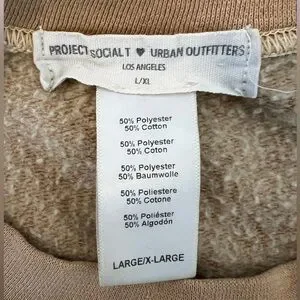 PROJECT SOCIAL T ♥ URBAN OUTFITTERS
LOS ANGELES
L/XL
50% Polyester
50% Cotton
50% Polyester
50% Coton
50% Polyester
50% Baumwolle
50% Poliestere
50% Cotone
50% Poliéster
50% Algodón
LARGE/X-LARGE